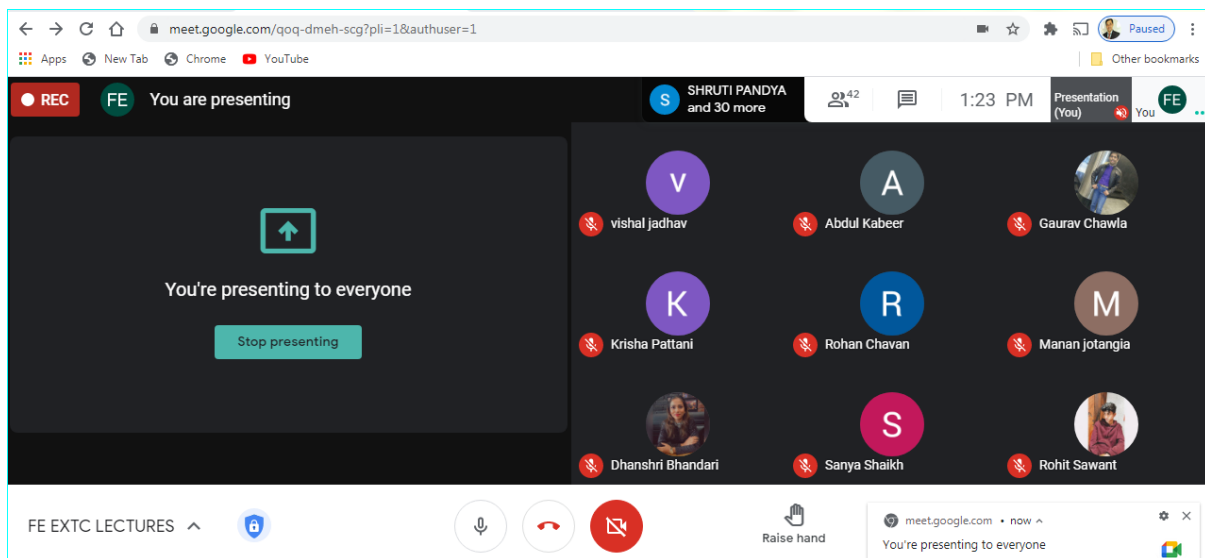 meet.google.com/qoq-dmeh-scg?pli=1&authuser=1
Paused
Apps
New Tab
Chrome
YouTube
Other bookmarks
REC
FE
You are presenting
S
SHRUTI PANDYA
and 30 more
42
1:23 PM
Presentation
(You)
You
FE
You're presenting to everyone
Stop presenting
V
vishal jadhav
A
Abdul Kabeer
Gaurav Chawla
K
Krisha Pattani
R
Rohan Chavan
M
Manan jotangia
Dhanshri Bhandari
S
Sanya Shaikh
Rohit Sawant
FE EXTC LECTURES
Raise hand
meet.google.com • now
You're presenting to everyone